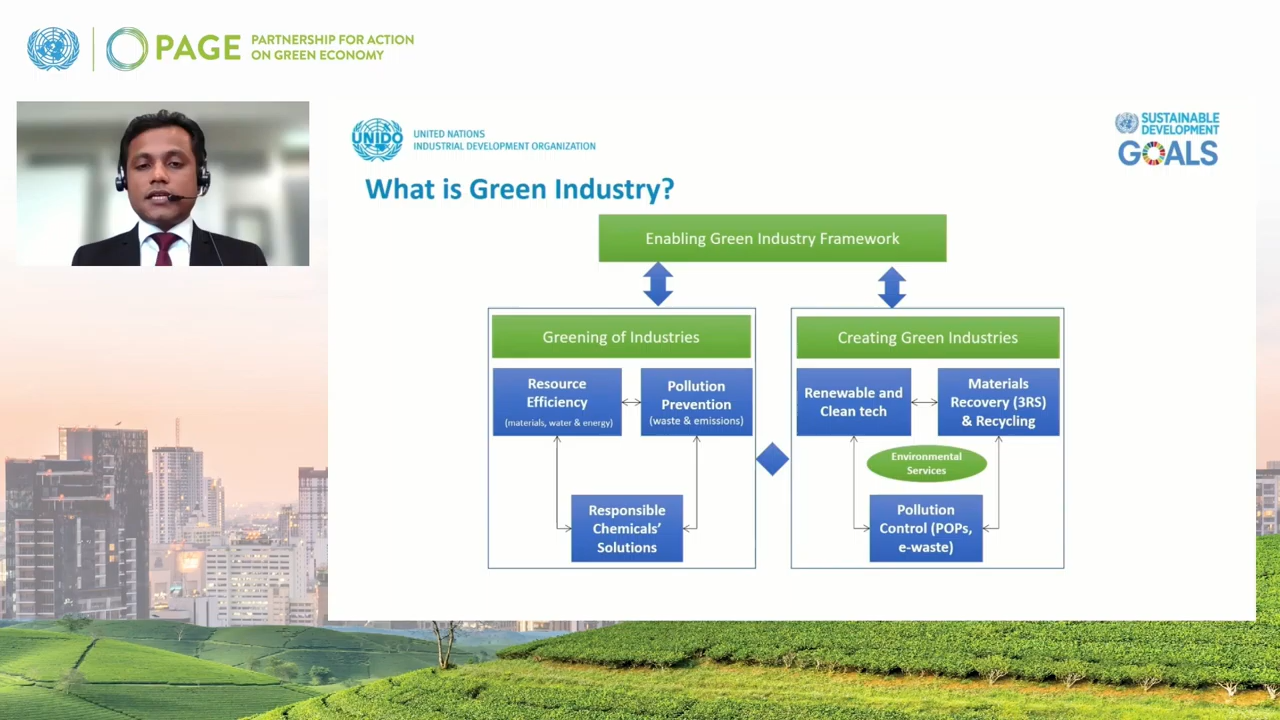 PAGE
PARTNERSHIP FOR ACTION
ON GREEN ECONOMY
UNIDO
UNITED NATIONS
INDUSTRIAL DEVELOPMENT ORGANIZATION
SUSTAINABLE
DEVELOPMENT
GOALS
What is Green Industry?
Enabling Green Industry Framework
Greening of Industries
Resource
Efficiency
(materials, water & energy)
Pollution
Prevention
(waste & emissions)
Responsible
Chemicals’
Solutions
Creating Green Industries
Renewable and
Clean tech
Materials
Recovery (3RS)
& Recycling
Environmental
Services
Pollution
Control (POPs,
e-waste)